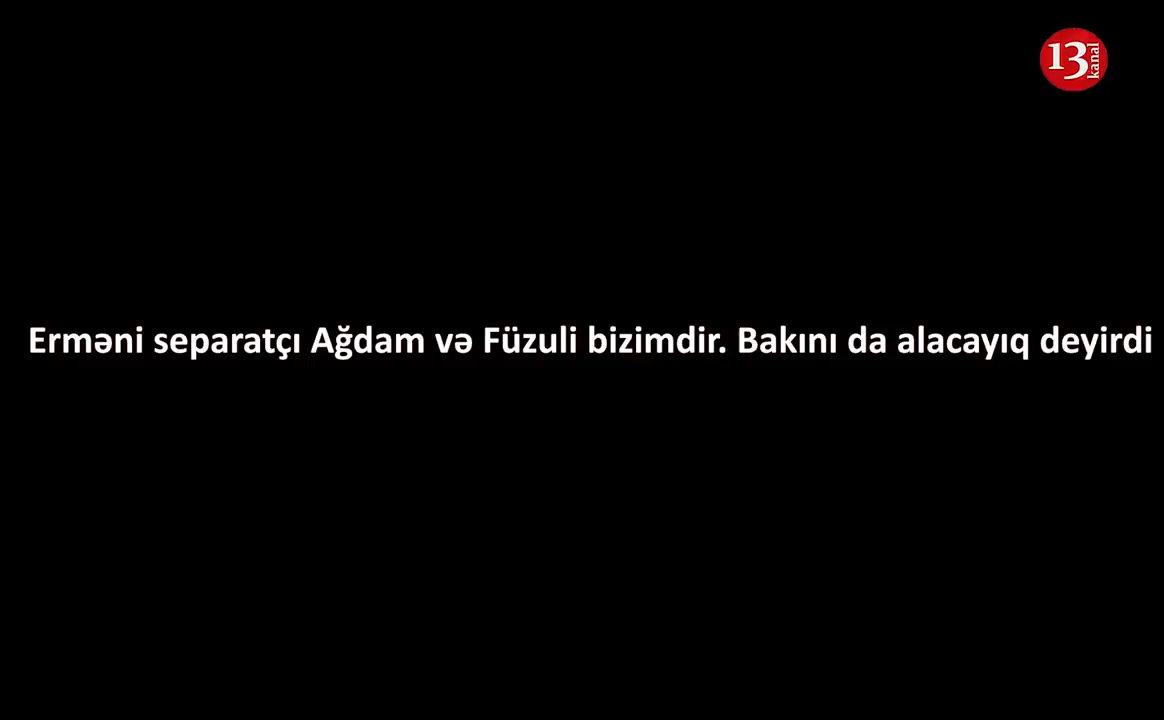 13 kanal
Erməni separatçı Ağdam və Füzuli bizimdir. Bakını da alacayıq deyirdi